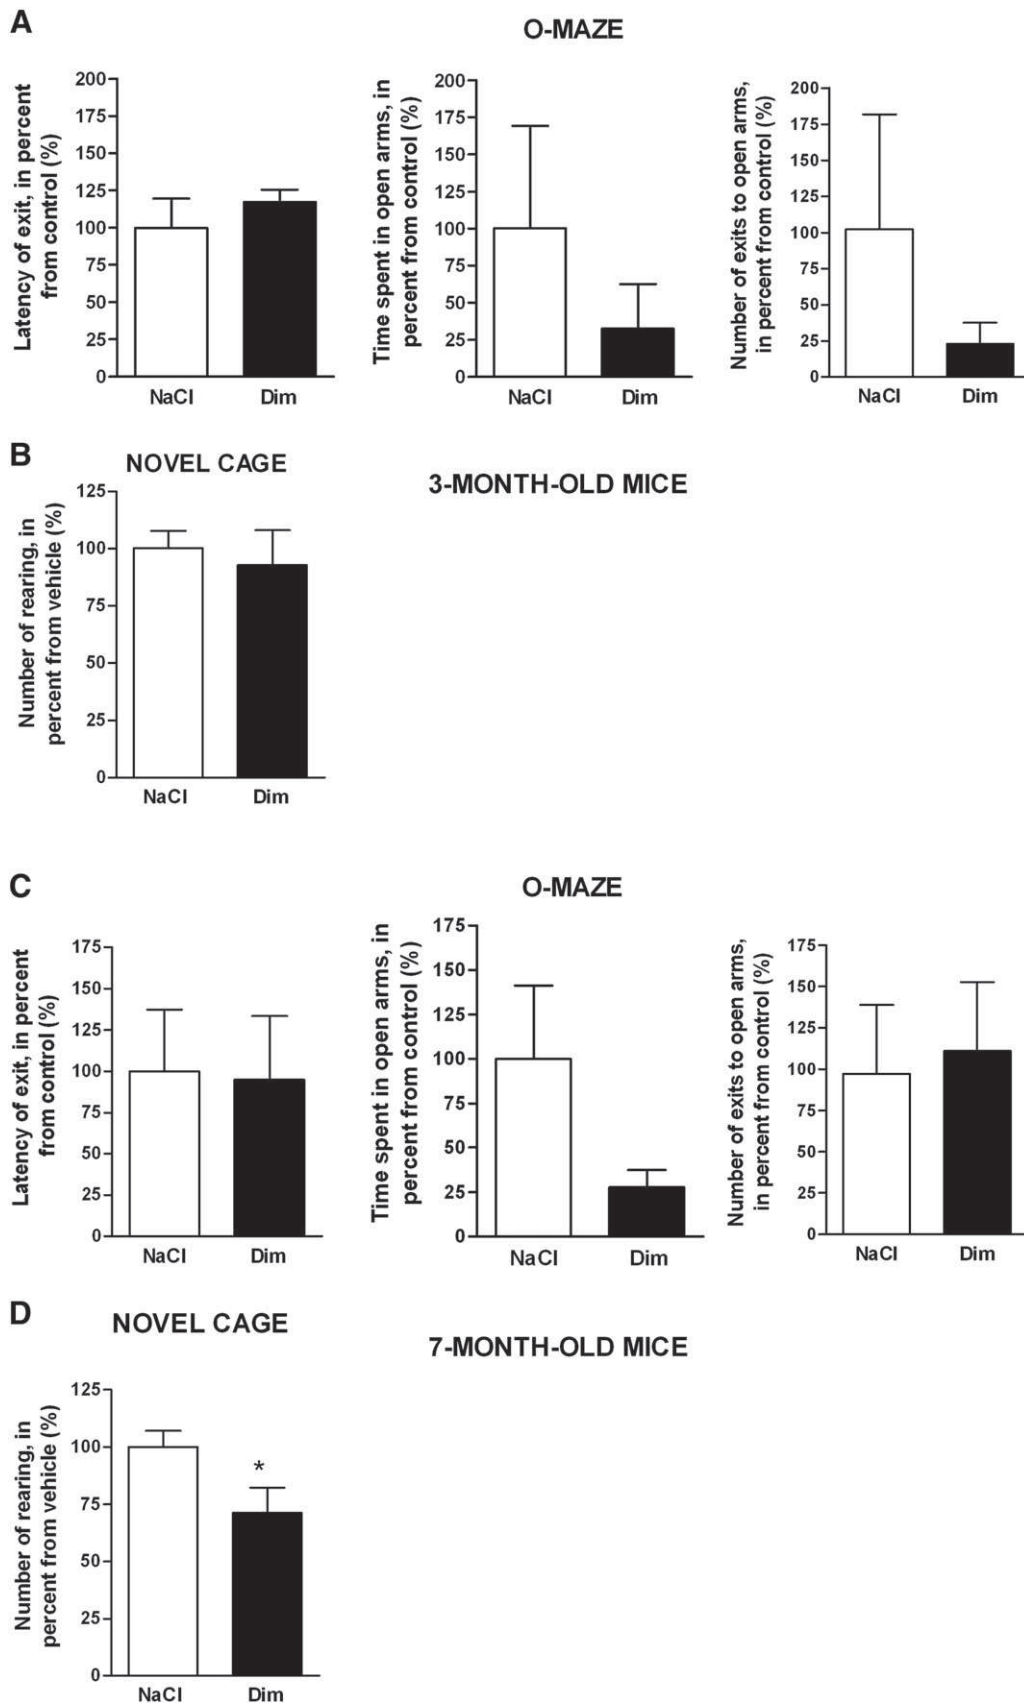 A
O-MAZE
Latency of exit, in percent
from control (%)
200
175
150
125
100
75
50
25
0
NaCl
Dim
Time spent in open arms, in
percent from control (%)
200
175
150
125
100
75
50
25
0
NaCl
Dim
Number of exits to open arms,
in percent from control (%)
200
175
150
125
100
75
50
25
0
NaCl
Dim
B
NOVEL CAGE
3-MONTH-OLD MICE
Number of rearing, in
percent from vehicle (%)
125
100
75
50
25
0
NaCl
Dim
C
O-MAZE
Latency of exit, in percent
from control (%)
175
150
125
100
75
50
25
0
NaCl
Dim
Time spent in open arms, in
percent from control (%)
175
150
125
100
75
50
25
0
NaCl
Dim
Number of exits to open arms,
in percent from control (%)
175
150
125
100
75
50
25
0
NaCl
Dim
D
NOVEL CAGE
7-MONTH-OLD MICE
Number of rearing, in
percent from vehicle (%)
125
100
75
50
25
0
*
NaCl
Dim